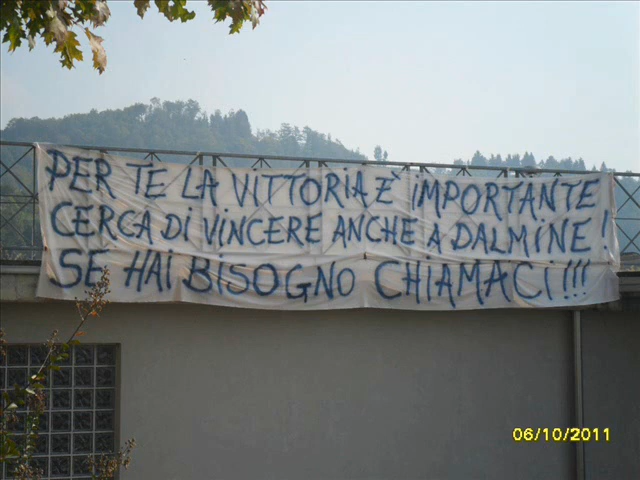 PER TE LA VITTORIA E' IMPORTANTE
CERCA DI VINCERE ANCHE A DALMINE!
SE HAI BISOGNO CHIAMACI!!!
06/10/2011